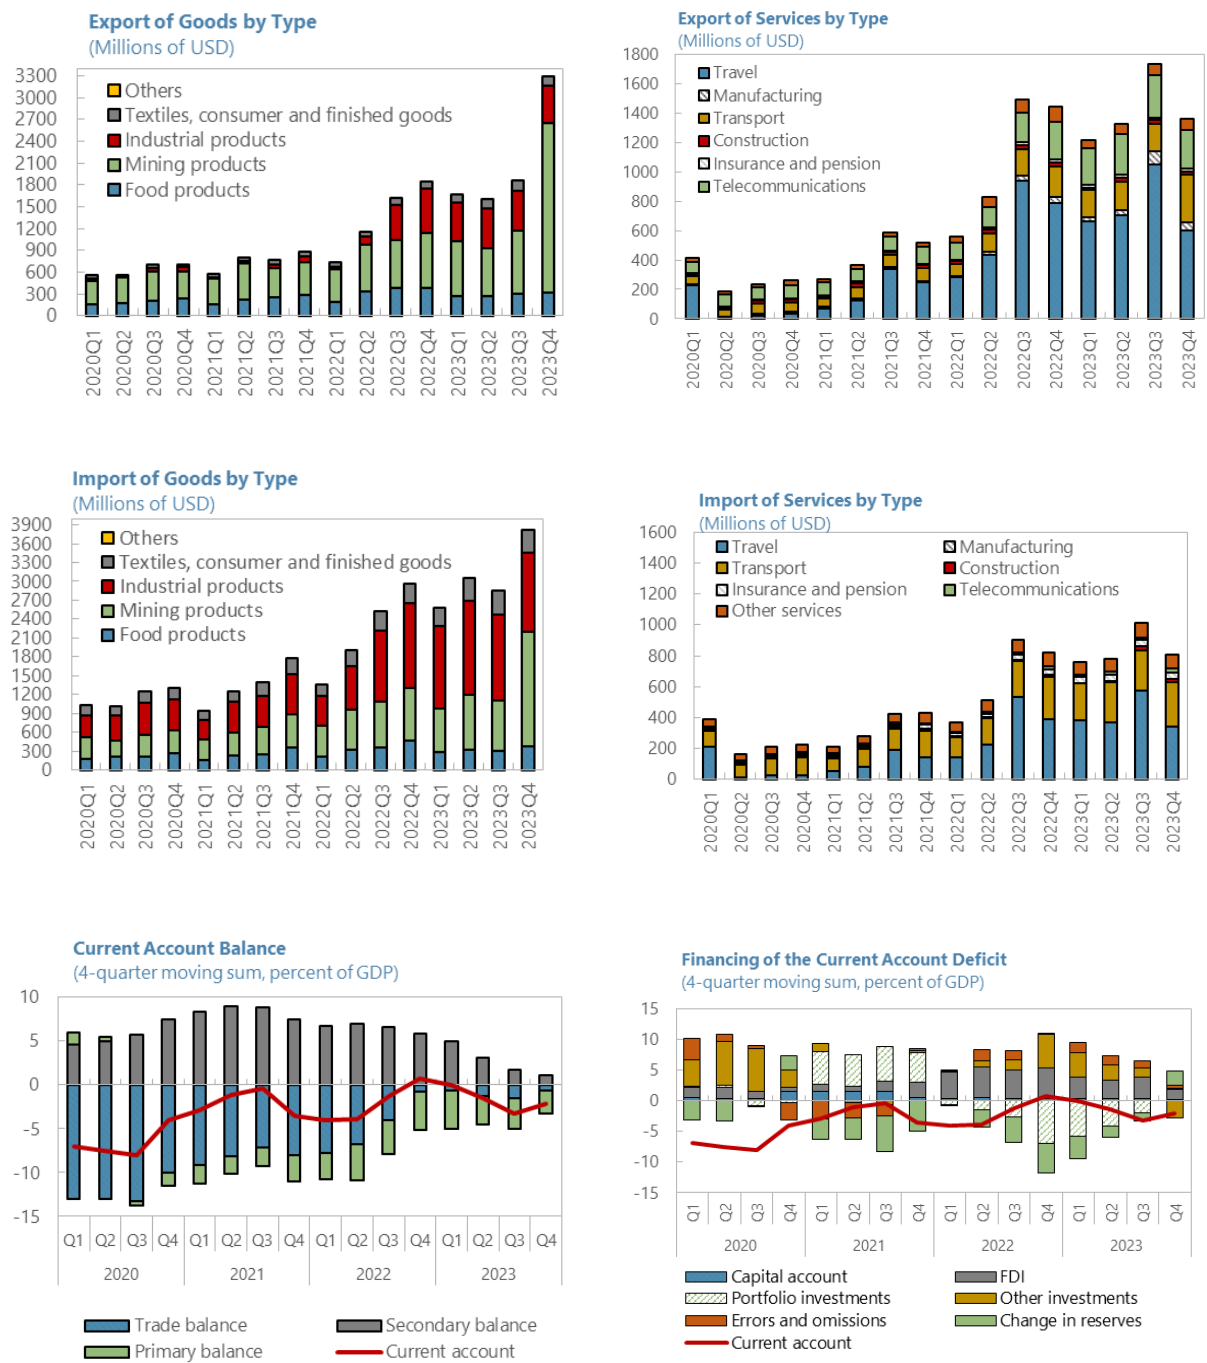 Export of Goods by Type
(Millions of USD)
3300
3000
2700
2400
2100
1800
1500
1200
900
600
300
0
Others
Textiles, consumer and finished goods
Industrial products
Mining products
Food products
2020Q1
2020Q2
2020Q3
2020Q4
2021Q1
2021Q2
2021Q3
2021Q4
2022Q1
2022Q2
2022Q3
2022Q4
2023Q1
2023Q2
2023Q3
2023Q4
Export of Services by Type
(Millions of USD)
1800
1600
1400
1200
1000
800
600
400
200
0
Travel
Manufacturing
Transport
Construction
Insurance and pension
Telecommunications
2020Q1
2020Q2
2020Q3
2020Q4
2021Q1
2021Q2
2021Q3
2021Q4
2022Q1
2022Q2
2022Q3
2022Q4
2023Q1
2023Q2
2023Q3
2023Q4
Import of Goods by Type
(Millions of USD)
3900
3600
3300
3000
2700
2400
2100
1800
1500
1200
900
600
300
0
Others
Textiles, consumer and finished goods
Industrial products
Mining products
Food products
2020Q1
2020Q2
2020Q3
2020Q4
2021Q1
2021Q2
2021Q3
2021Q4
2022Q1
2022Q2
2022Q3
2022Q4
2023Q1
2023Q2
2023Q3
2023Q4
Import of Services by Type
(Millions of USD)
1600
1400
1200
1000
800
600
400
200
0
Travel Manufacturing
Transport Construction
Insurance and pension Telecommunications
Other services
2020Q1
2020Q2
2020Q3
2020Q4
2021Q1
2021Q2
2021Q3
2021Q4
2022Q1
2022Q2
2022Q3
2022Q4
2023Q1
2023Q2
2023Q3
2023Q4
Current Account Balance
(4-quarter moving sum, percent of GDP)
10
5
0
-5
-10
-15
Q1 Q2 Q3 Q4 Q1 Q2 Q3 Q4 Q1 Q2 Q3 Q4 Q1 Q2 Q3 Q4
2020 2021 2022 2023
Trade balance Secondary balance
Primary balance Current account
Financing of the Current Account Deficit
(4-quarter moving sum, percent of GDP)
15
10
5
0
-5
-10
-15
Q1 Q2 Q3 Q4 Q1 Q2 Q3 Q4 Q1 Q2 Q3 Q4 Q1 Q2 Q3 Q4
2020 2021 2022 2023
Capital account FDI
Portfolio investments Other investments
Errors and omissions Change in reserves
Current account